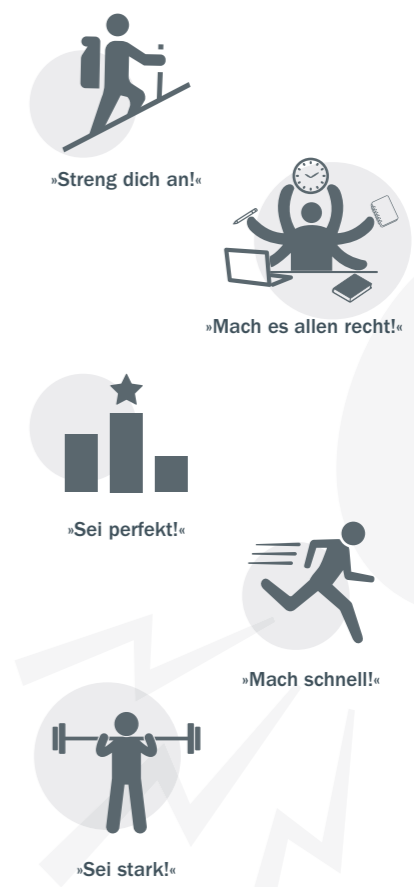 »Streng dich an!«
»Mach es allen recht!«
»Sei perfekt!«
»Mach schnell!«
»Sei stark!«